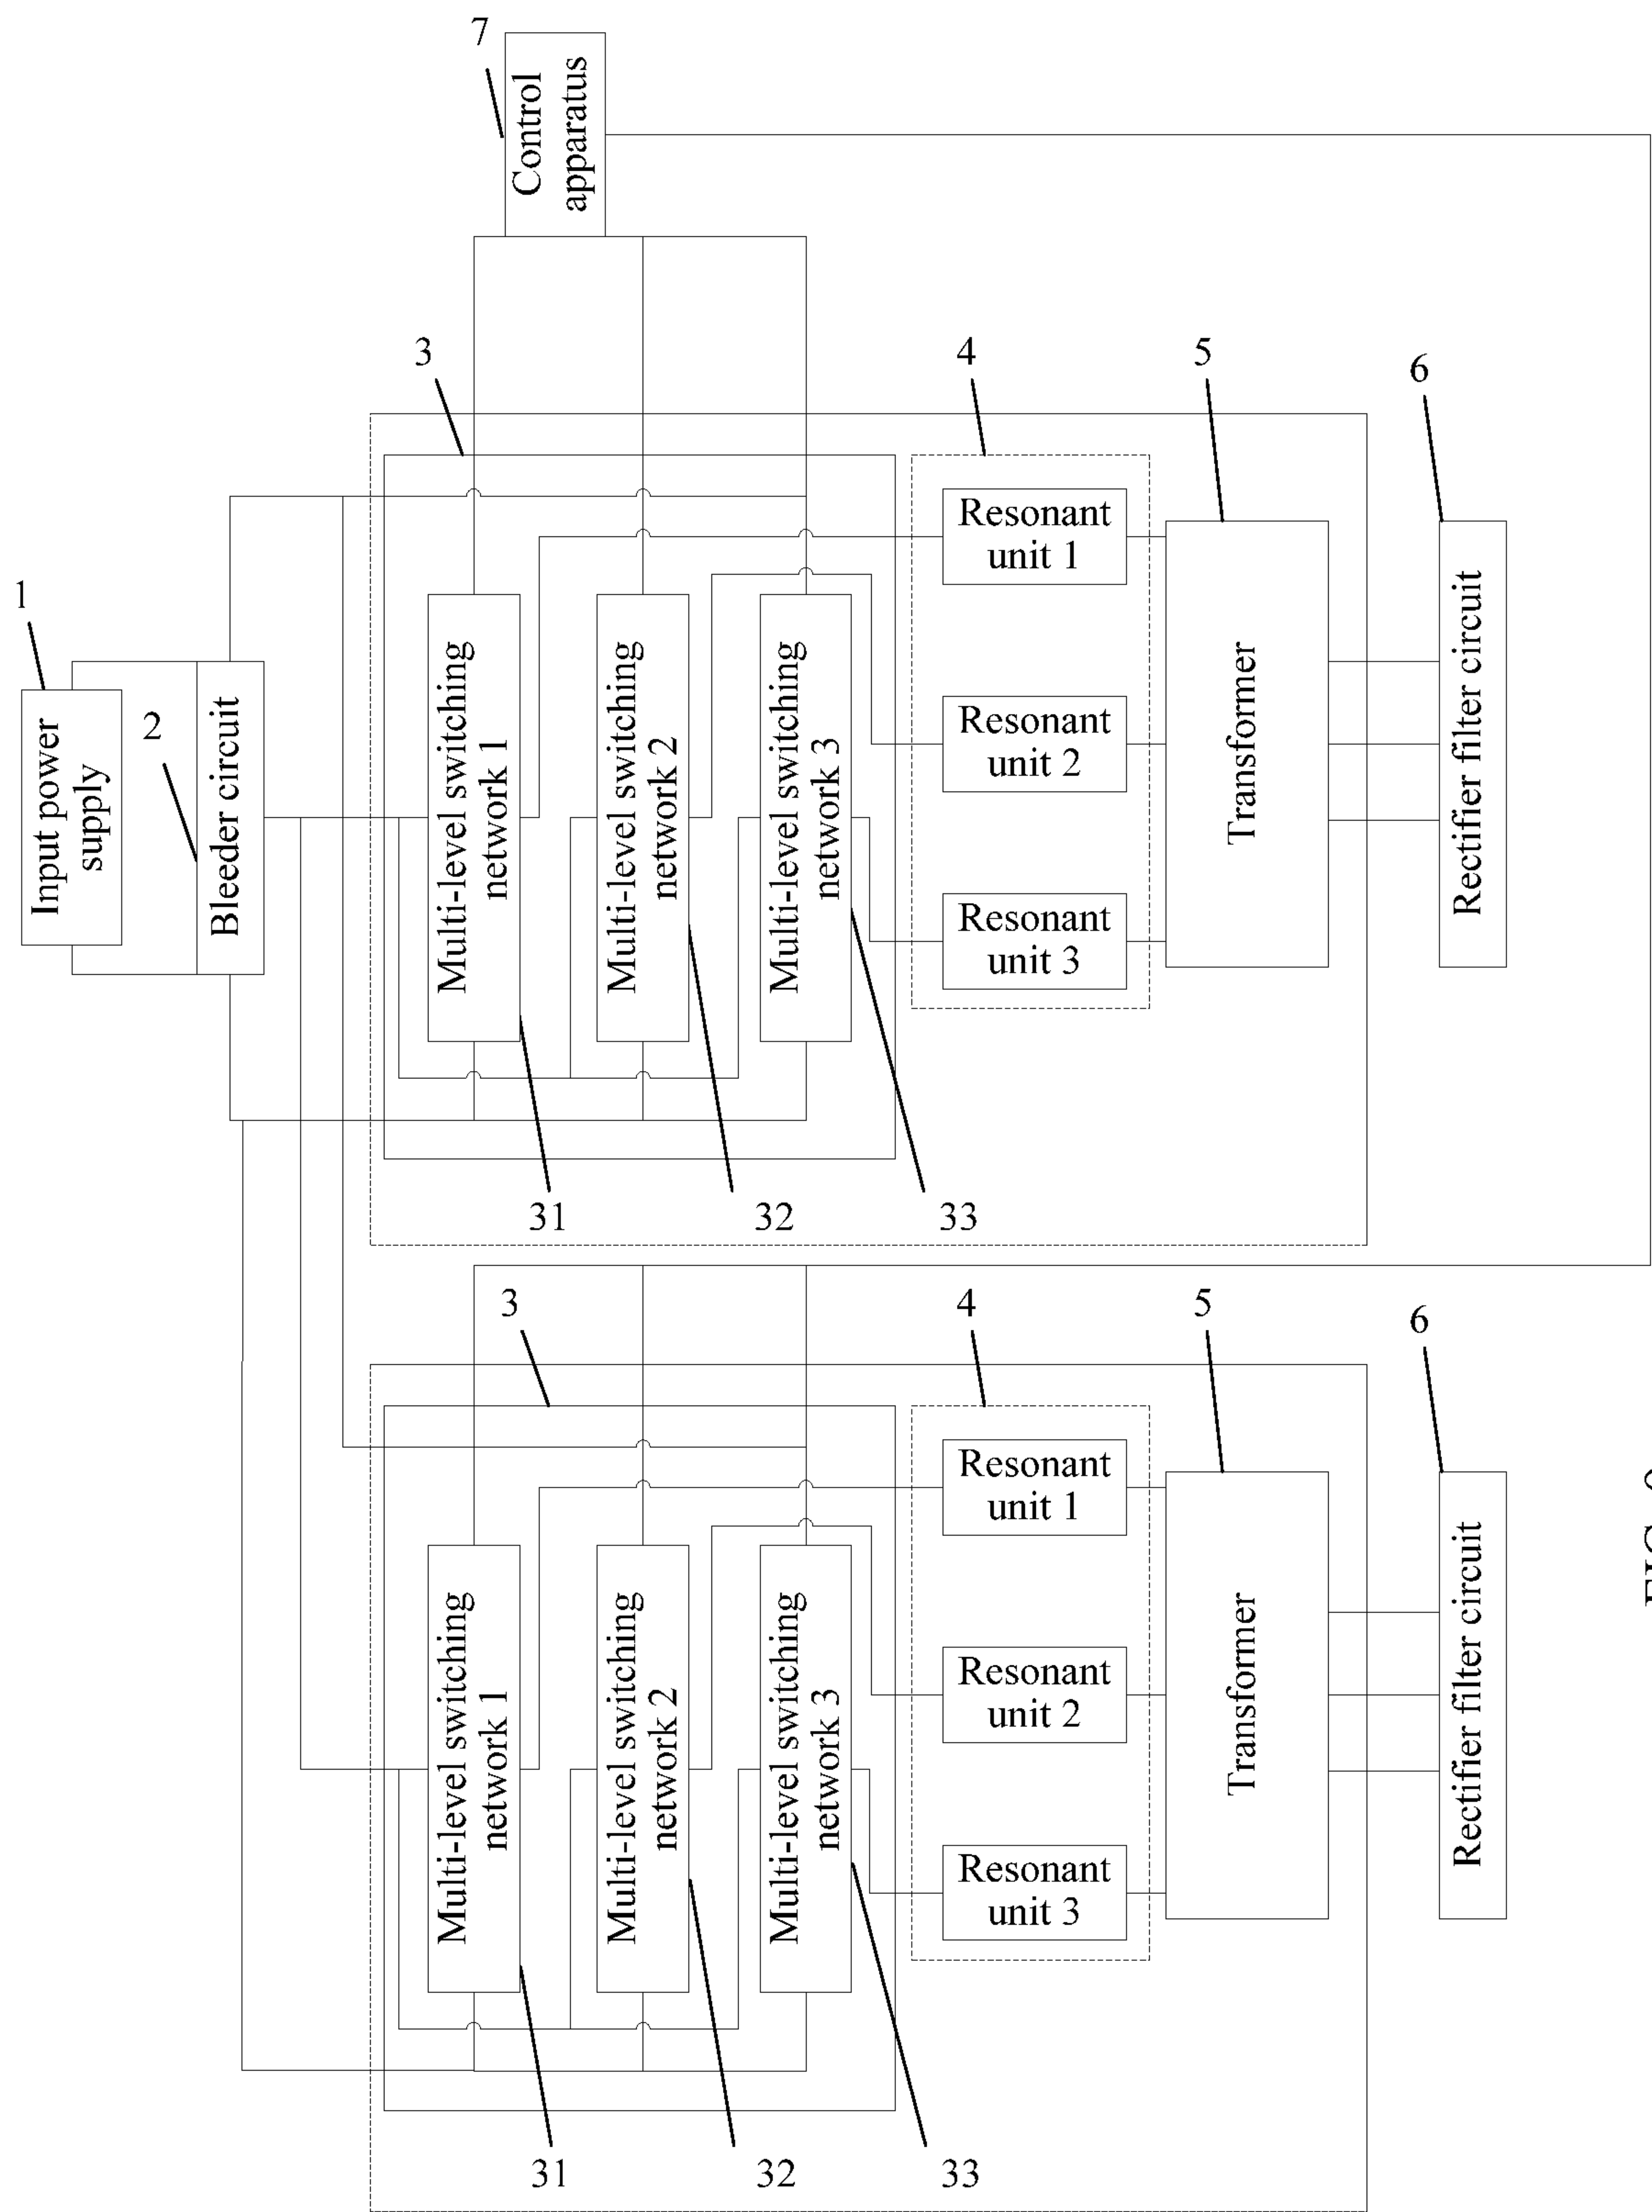 7
Control
apparatus
1
Input power
supply
2
Bleeder circuit
3
Multi-level switching
network 1
Multi-level switching
network 2
Multi-level switching
network 3
31
32
33
4
Resonant
unit 1
Resonant
unit 2
Resonant
unit 3
5
Transformer
6
Rectifier filter circuit
3
Multi-level switching
network 1
Multi-level switching
network 2
Multi-level switching
network 3
31
32
33
4
Resonant
unit 1
Resonant
unit 2
Resonant
unit 3
5
Transformer
6
Rectifier filter circuit